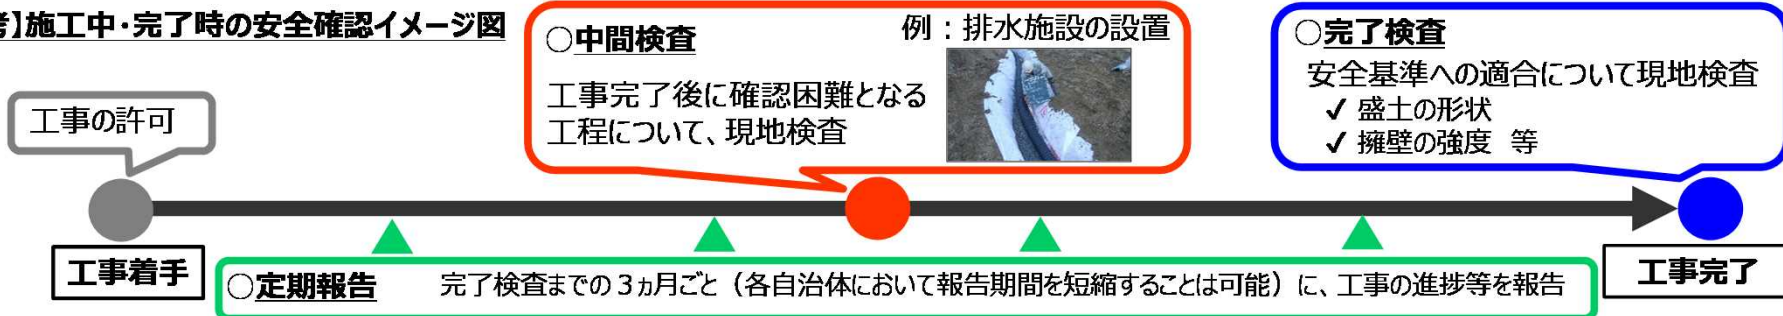 】施工中・完了時の安全確認イメージ図
工事の許可
○中間検査
例：排水施設の設置
工事完了後に確認困難となる
工程について、現地検査
○完了検査
安全基準への適合について現地検査
✓ 盛土の形状
✓ 擁壁の強度 等
工事着手
○定期報告 完了検査までの３ヵ月ごと（各自治体において報告期間を短縮することは可能）に、工事の進捗等を報告
工事完了